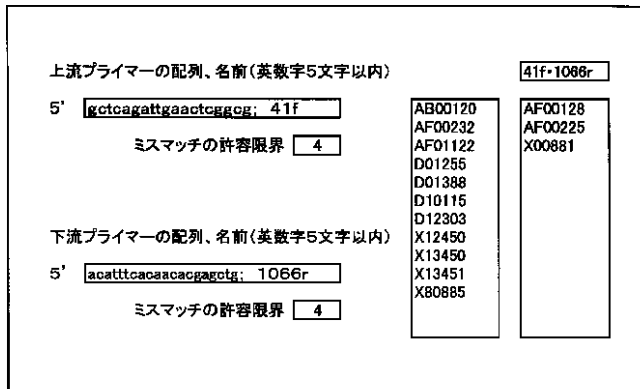 上流プライマーの配列、名前(英数字5文字以内)
5' gctcagattgaactcggcg; 41f
ミスマッチの許容限界 4
下流プライマーの配列、名前(英数字5文字以内)
5' acatttcacaacacgagctg; 1066r
ミスマッチの許容限界 4
AB00120
AF00232
AF01122
D01255
D01388
D10115
D12303
X12450
X13450
X13451
X80885
41f・1066r
AF00128
AF00225
X00881